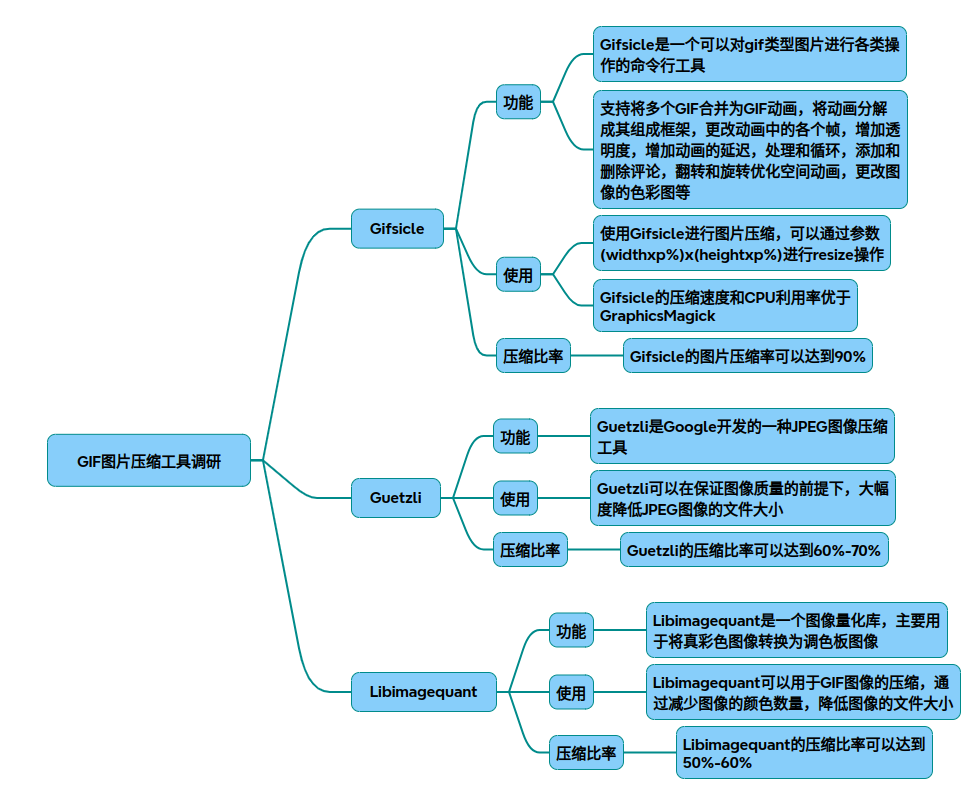 GIF图片压缩工具调研
Gifsicle
功能
Gifsicle是一个可以对gif类型图片进行各类操
作的命令行工具
支持将多个GIF合并为GIF动画，将动画分解
成其组成框架，更改动画中的各个帧，增加透
明度，增加动画的延迟，处理和循环，添加和
删除评论，翻转和旋转优化空间动画，更改图
像的色彩图等
使用
使用Gifsicle进行图片压缩，可以通过参数
(widthxp%)x(heightxp%)进行resize操作
Gifsicle的压缩速度和CPU利用率优于
GraphicsMagick
压缩比率
Gifsicle的图片压缩率可以达到90%
Guetzli
功能
Guetzli是Google开发的一种JPEG图像压缩
工具
使用
Guetzli可以在保证图像质量的前提下，大幅
度降低JPEG图像的文件大小
压缩比率
Guetzli的压缩比率可以达到60%-70%
Libimagequant
功能
Libimagequant是一个图像量化库，主要用
于将真彩色图像转换为调色板图像
使用
Libimagequant可以用于GIF图像的压缩，通
过减少图像的颜色数量，降低图像的文件大小
压缩比率
Libimagequant的压缩比率可以达到
50%-60%